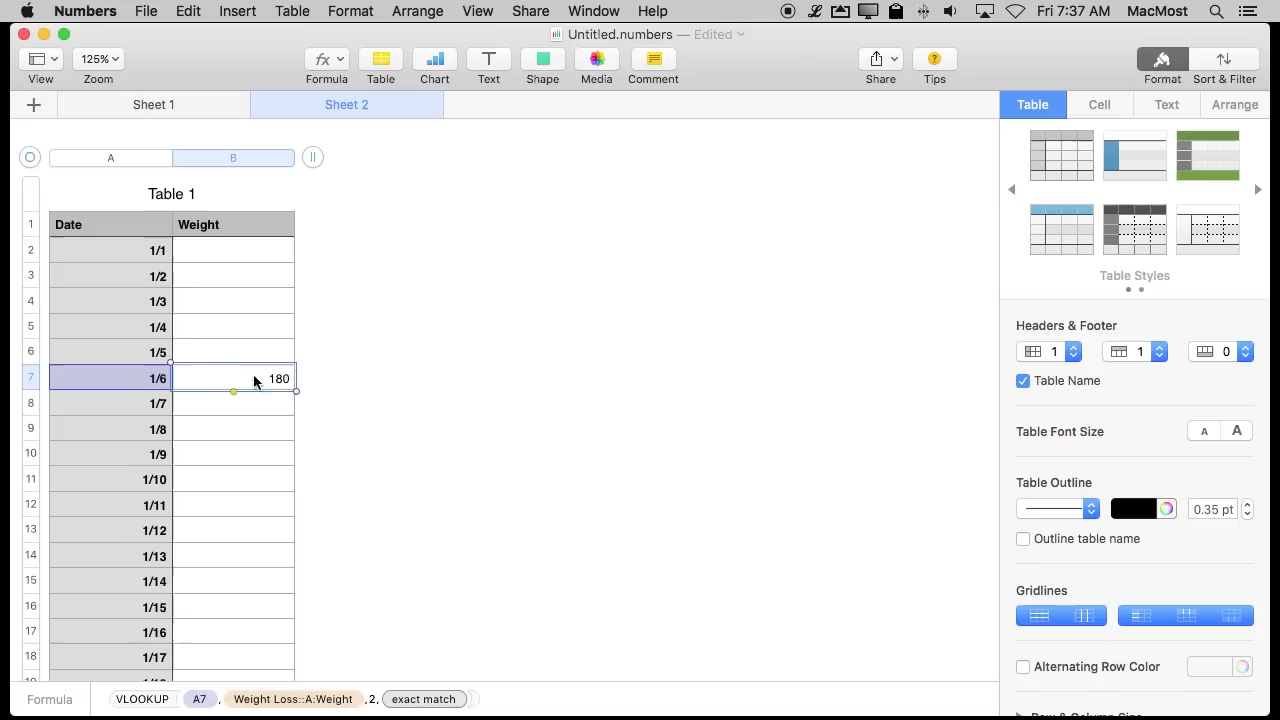 Numbers File Edit Insert Table Format Arrange View Share Window Help Fri 7:37 AM MacMost
Untitled.numbers — Edited
125%
View Zoom Formula Table Chart Text Shape Media Comment Share Tips Format Sort & Filter
Sheet 1 Sheet 2 Table Cell Text Arrange
A B
Table 1
1 Date Weight
2 1/1
3 1/2
4 1/3
5 1/4
6 1/5
7 1/6 180
8 1/7
9 1/8
10 1/9
11 1/10
12 1/11
13 1/12
14 1/13
15 1/14
16 1/15
17 1/16
18 1/17
Table Styles
Headers & Footer
1 1 0
Table Name
Table Font Size A A
Table Outline
0.35 pt
Outline table name
Gridlines
Alternating Row Color
Formula VLOOKUP A7 , Weight Loss::A:Weight ,2, exact match